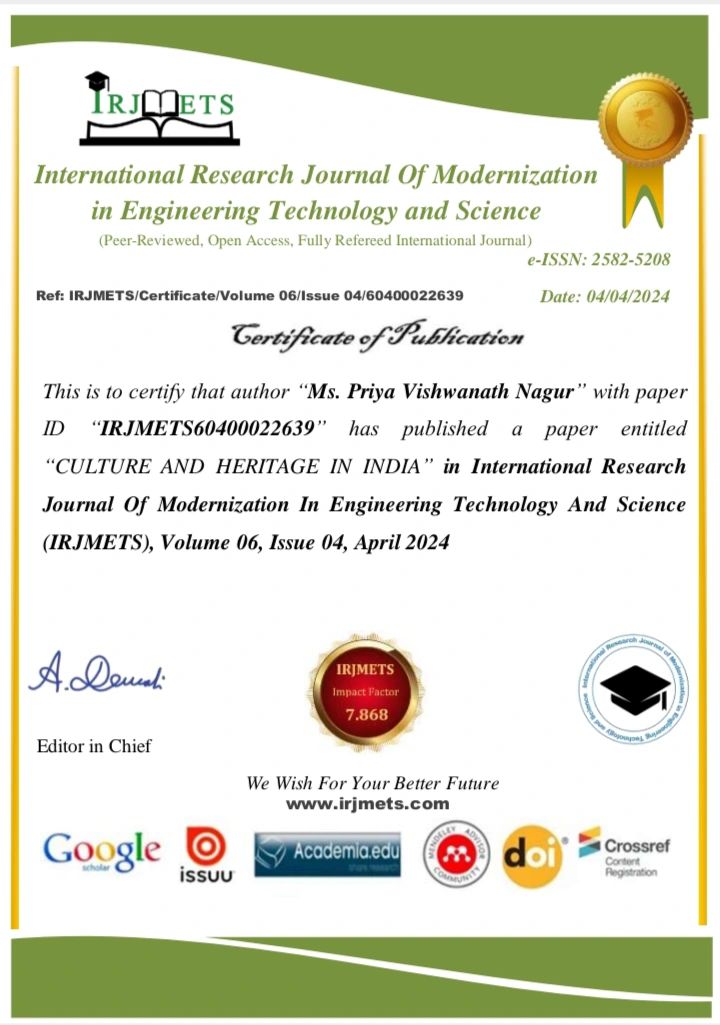 IRJMETS
International Research Journal Of Modernization
in Engineering Technology and Science
(Peer-Reviewed, Open Access, Fully Refereed International Journal)
e-ISSN: 2582-5208
Ref: IRJMETS/Certificate/Volume 06/Issue 04/60400022639
Date: 04/04/2024
Certificate of Publication
This is to certify that author “Ms. Priya Vishwanath Nagur” with paper
ID “IRJMETS60400022639” has published a paper entitled
“CULTURE AND HERITAGE IN INDIA” in International Research
Journal Of Modernization In Engineering Technology And Science
(IRJMETS), Volume 06, Issue 04, April 2024
A. Denush
Editor in Chief
IRJMETS
Impact Factor
7.868
International Research Journal of Modernization in Engineering Technology and Science
We Wish For Your Better Future
www.irjmets.com
Google
scholar
issuu
Academia.edu
share research
MENDELEY ADVISOR
COMMUNITY
doi®
Crossref
Content
Registration